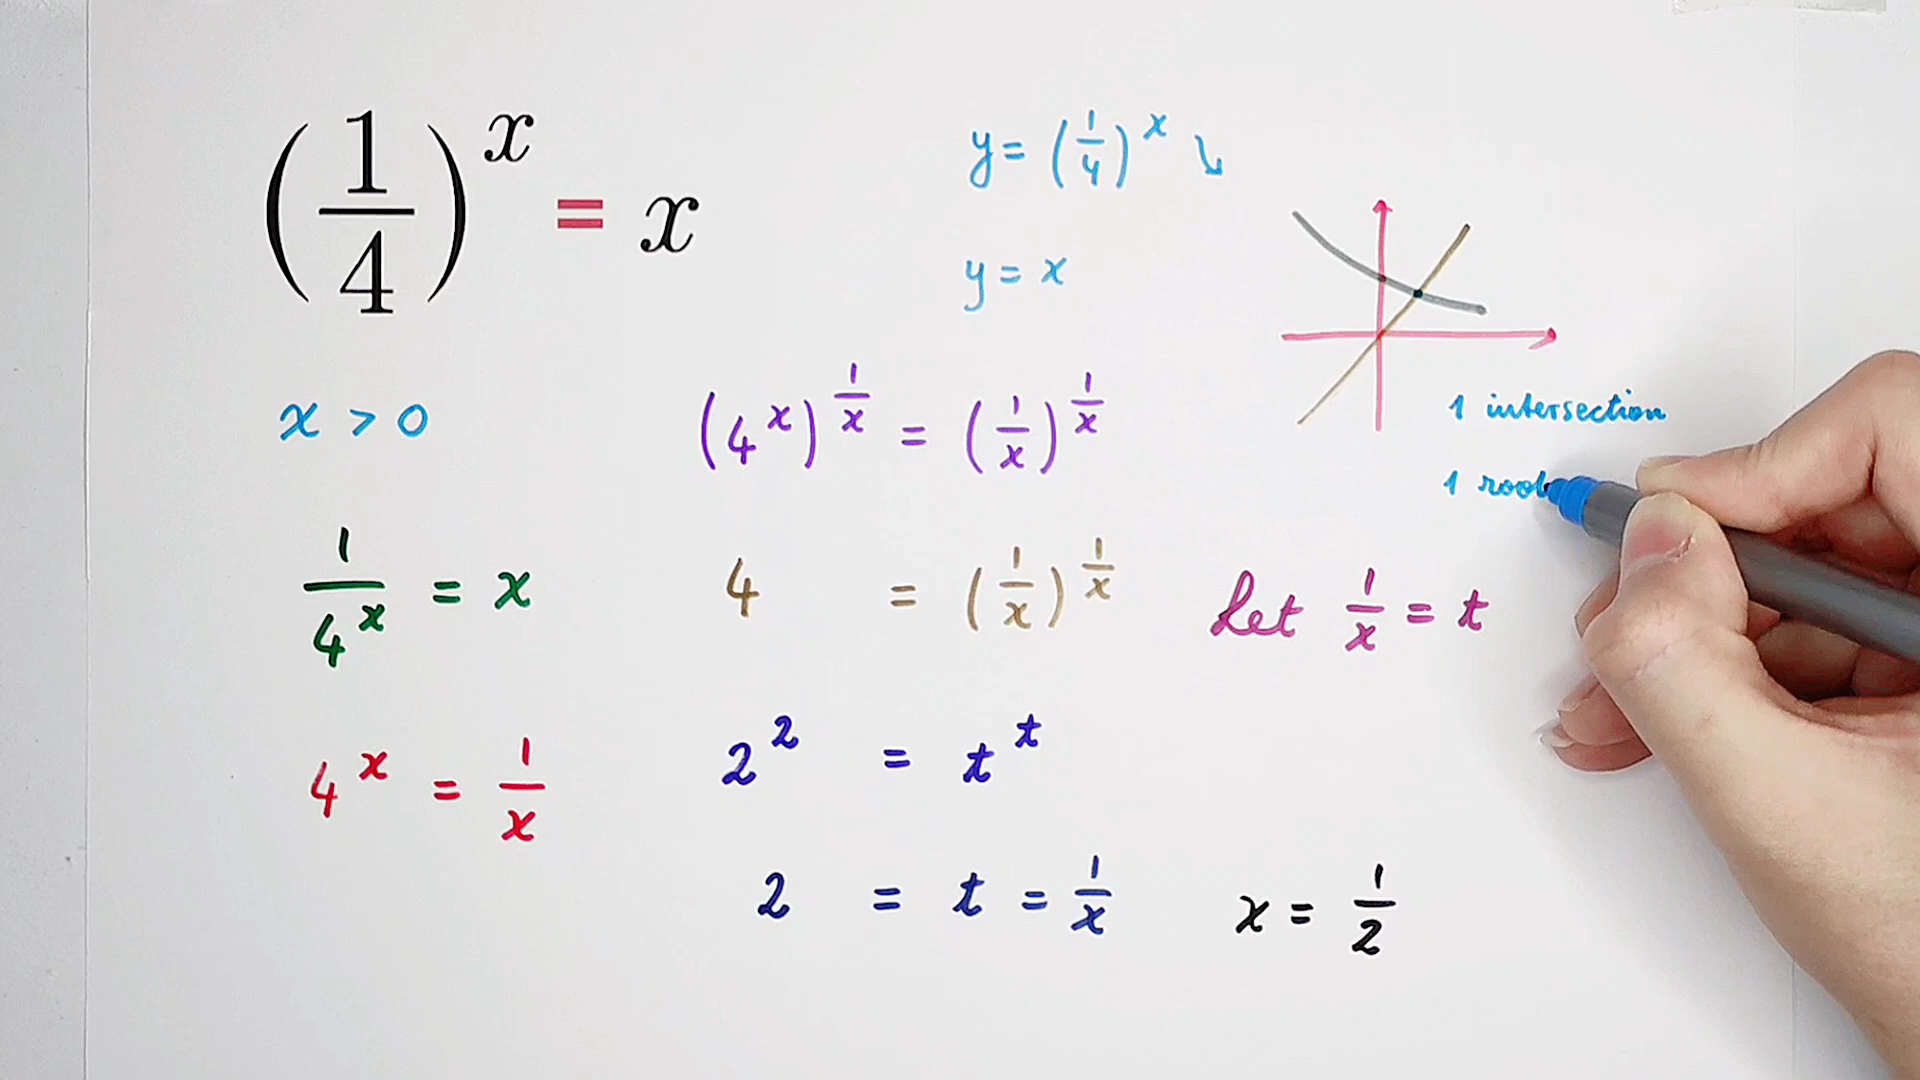 (1/4)^x = x
x > 0
1/4^x = x
4^x = 1/x
(4^x)^(1/x) = (1/x)^(1/x)
4 = (1/x)^(1/x)
Let 1/x = t
2^2 = t^t
2 = t = 1/x
x = 1/2
y = (1/4)^x ↘
y = x
1 intersection
1 root